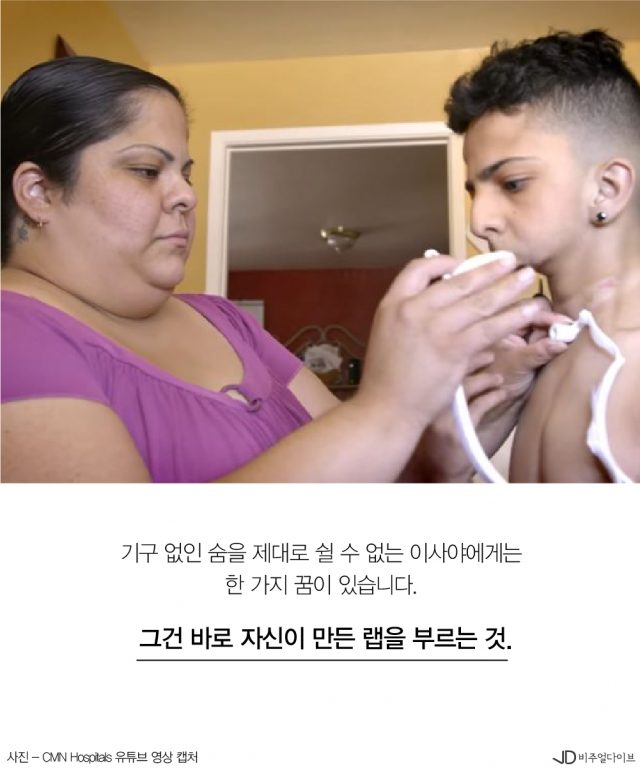 기구 없인 숨을 제대로 쉴 수 없는 이사야에게는
한 가지 꿈이 있습니다.
그건 바로 자신이 만든 랩을 부르는 것.
사진 – CMN Hospitals 유튜브 영상 캡처
JD 비주얼다이브